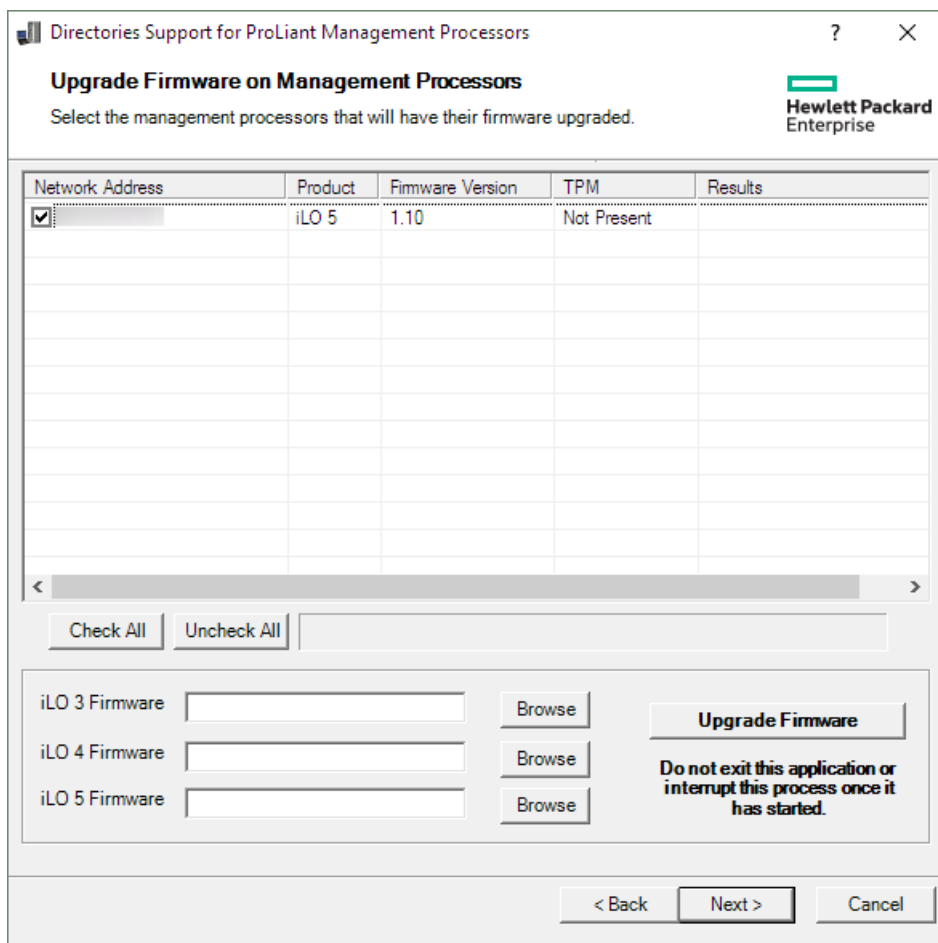 Directories Support for ProLiant Management Processors
?
Upgrade Firmware on Management Processors
Select the management processors that will have their firmware upgraded.
Hewlett Packard
Enterprise
Network Address Product Firmware Version TPM Results
iLO 5 1.10 Not Present
Check All Uncheck All
iLO 3 Firmware Browse
iLO 4 Firmware Browse
iLO 5 Firmware Browse
Upgrade Firmware
Do not exit this application or
interrupt this process once it
has started.
< Back Next > Cancel